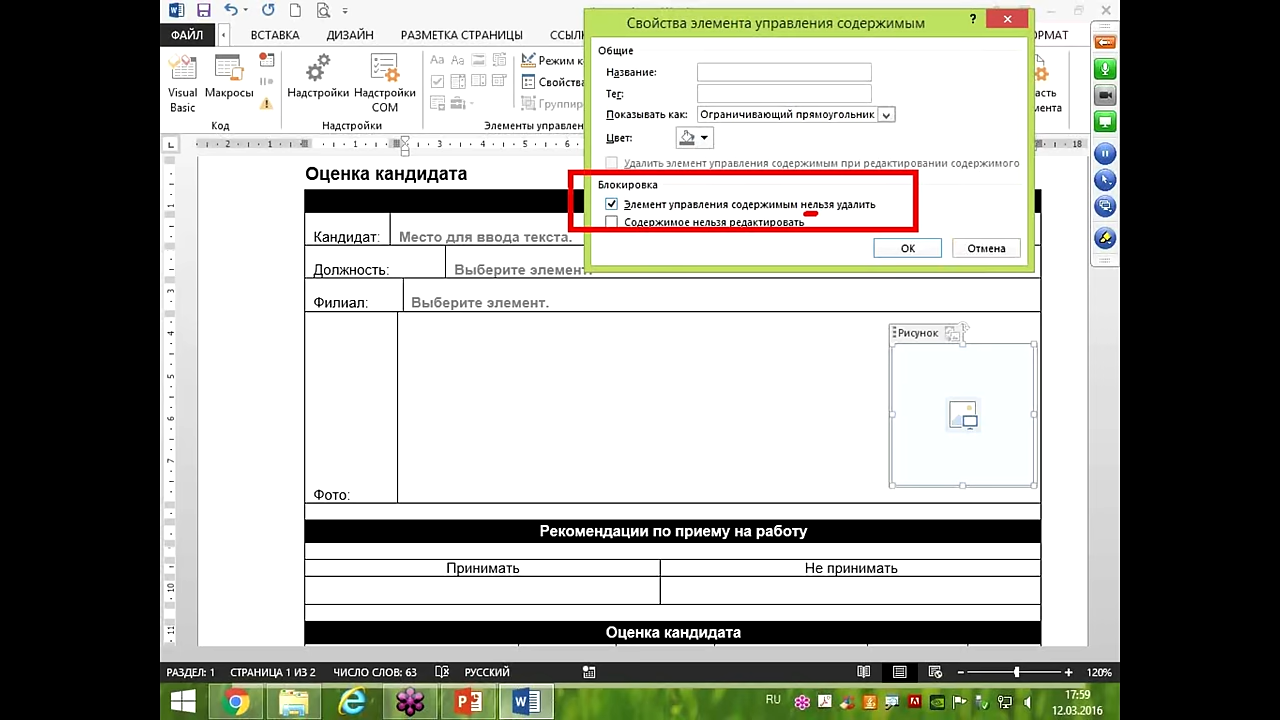 Свойства элемента управления содержимым
?
ФАЙЛ
ВСТАВКА
ДИЗАЙН
РАЗМЕТКА СТРАНИЦЫ
ССЫЛ
ОРМАТ
Visual Basic
Макросы
Настройки
Настройки COM
Режим к
Свойства
Группиро
Код
Надстройки
Элементы управлен
Общие
Название:
Тег:
Показывать как: Ограничивающий прямоугольник
Цвет:
Удалить элемент управления содержимым при редактировании содержимого
Блокировка
Элемент управления содержимым нельзя удалить
Содержимое нельзя редактировать
ОК
Отмена
Оценка кандидата
Кандидат: Место для ввода текста.
Должность: Выберите элемент.
Филиал: Выберите элемент.
Рисунок
Фото:
Рекомендации по приему на работу
Принимать
Не принимать
Оценка кандидата
РАЗДЕЛ: 1 СТРАНИЦА 1 ИЗ 2 ЧИСЛО СЛОВ: 63 РУССКИЙ
120%
RU
17:59
12.03.2016